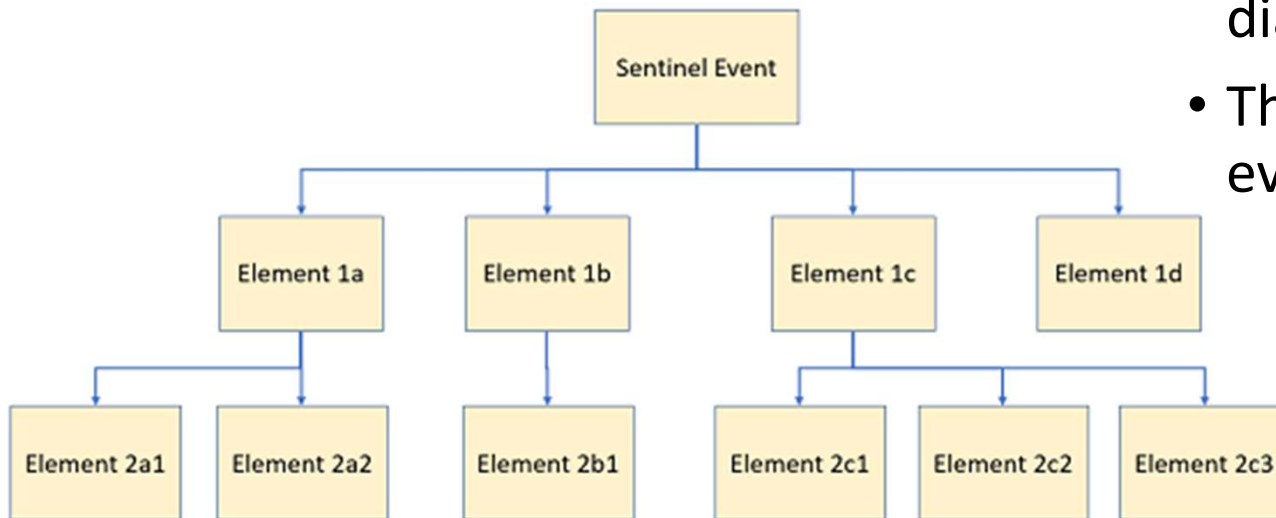 Sentinel Event
Element 1a
Element 1b
Element 1c
Element 1d
Element 2a1
Element 2a2
Element 2b1
Element 2c1
Element 2c2
Element 2c3